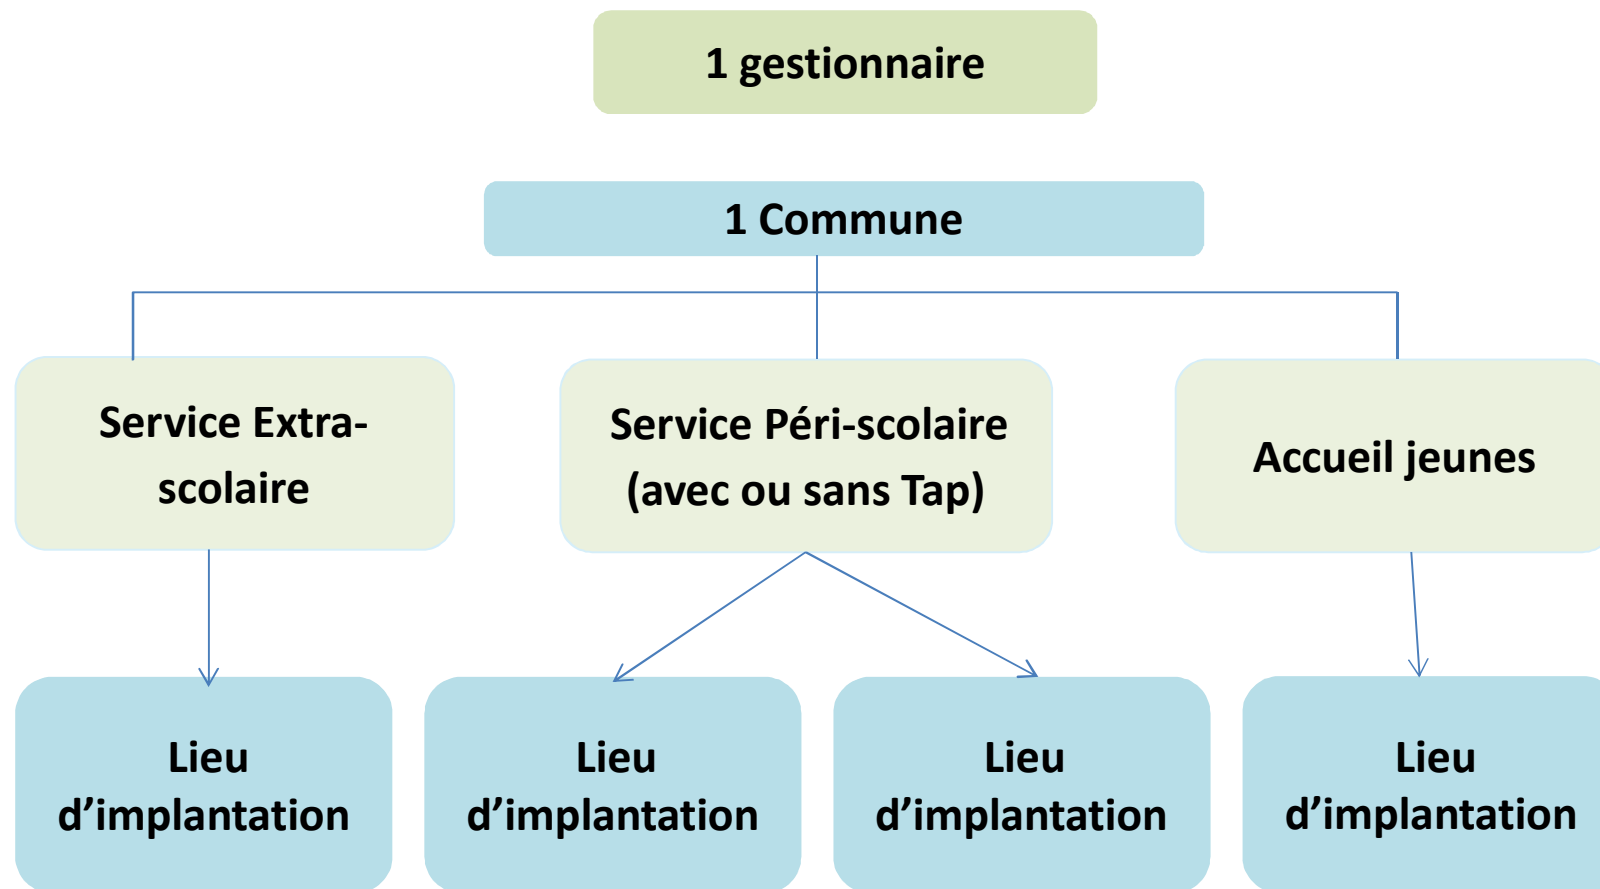 1 gestionnaire
1 Commune
Service Extra-
scolaire
Service Péri-scolaire
(avec ou sans Tap)
Accueil jeunes
Lieu
d’implantation
Lieu
d’implantation
Lieu
d’implantation
Lieu
d’implantation